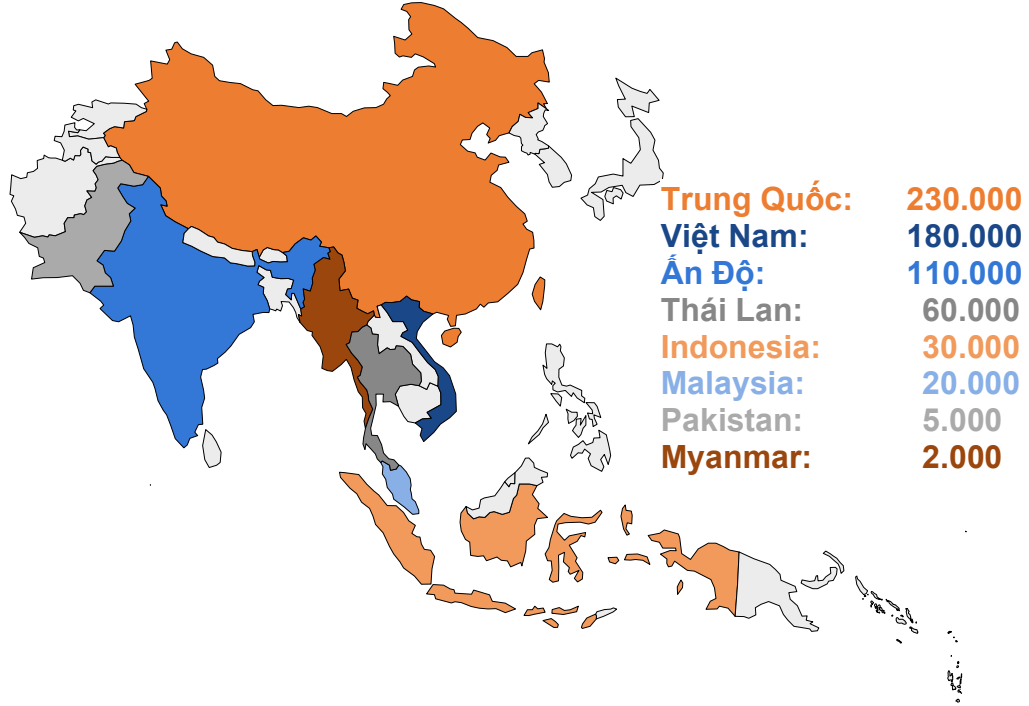 Trung Quốc: 230.000
Việt Nam: 180.000
Ấn Độ: 110.000
Thái Lan: 60.000
Indonesia: 30.000
Malaysia: 20.000
Pakistan: 5.000
Myanmar: 2.000